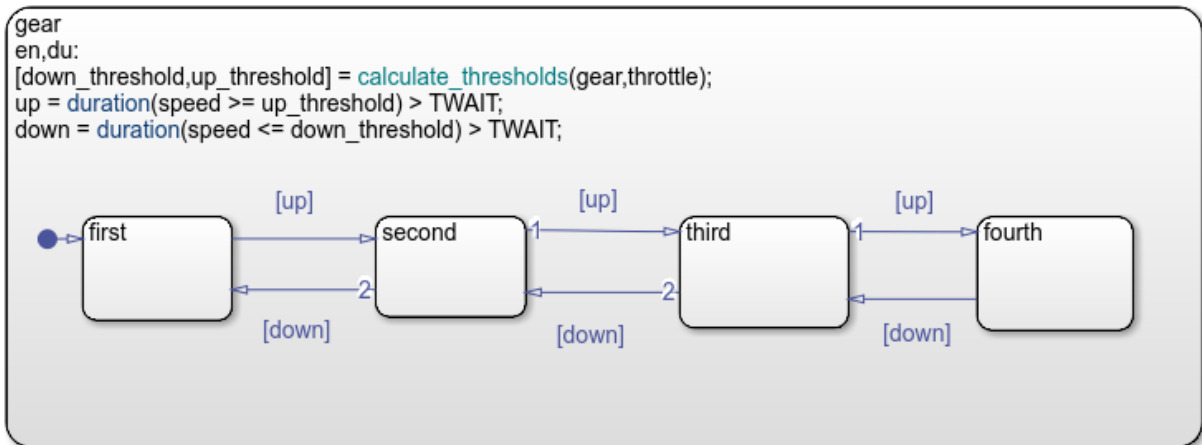 gear
en,du:
[down_threshold,up_threshold] = calculate_thresholds(gear,throttle);
up = duration(speed >= up_threshold) > TWAIT;
down = duration(speed <= down_threshold) > TWAIT;
[up]
[up]
[up]
first
second
1
third
1
fourth
2
2
[down]
[down]
[down]